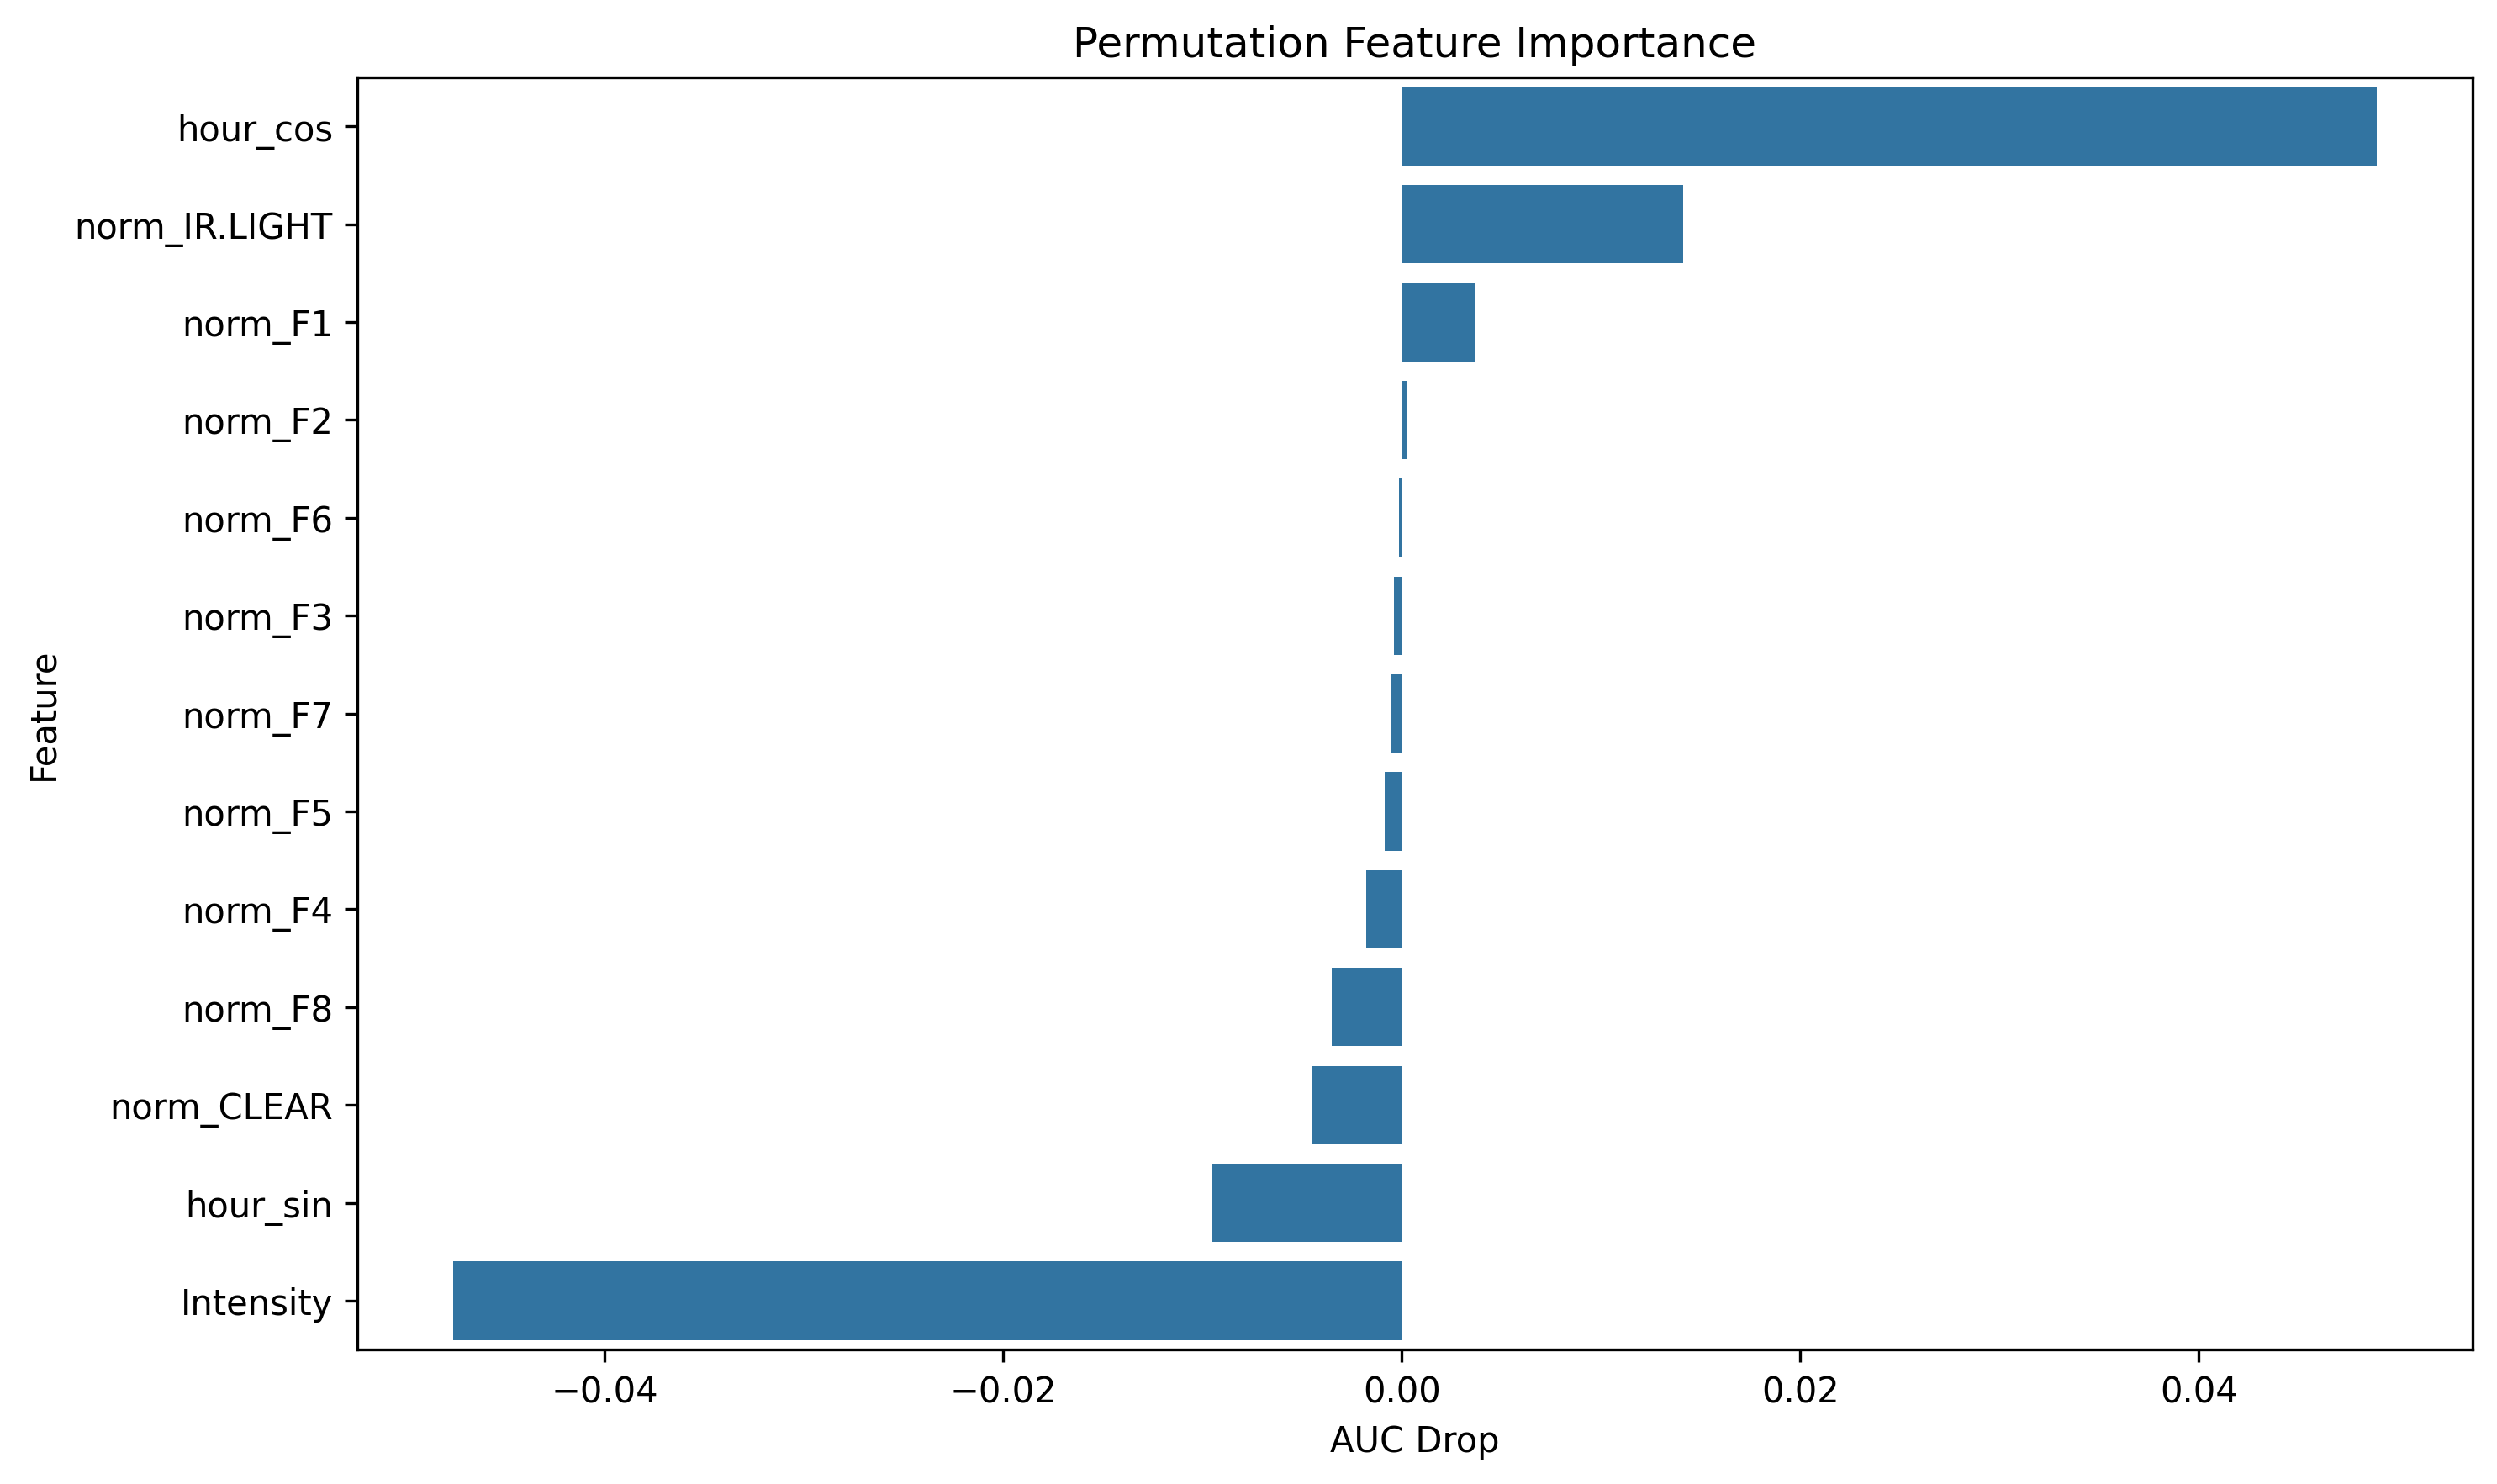 Permutation Feature Importance
hour_cos
norm_IR.LIGHT
norm_F1
norm_F2
norm_F6
norm_F3
norm_F7
norm_F5
norm_F4
norm_F8
norm_CLEAR
hour_sin
Intensity
Feature
−0.04 −0.02 0.00 0.02 0.04
AUC Drop